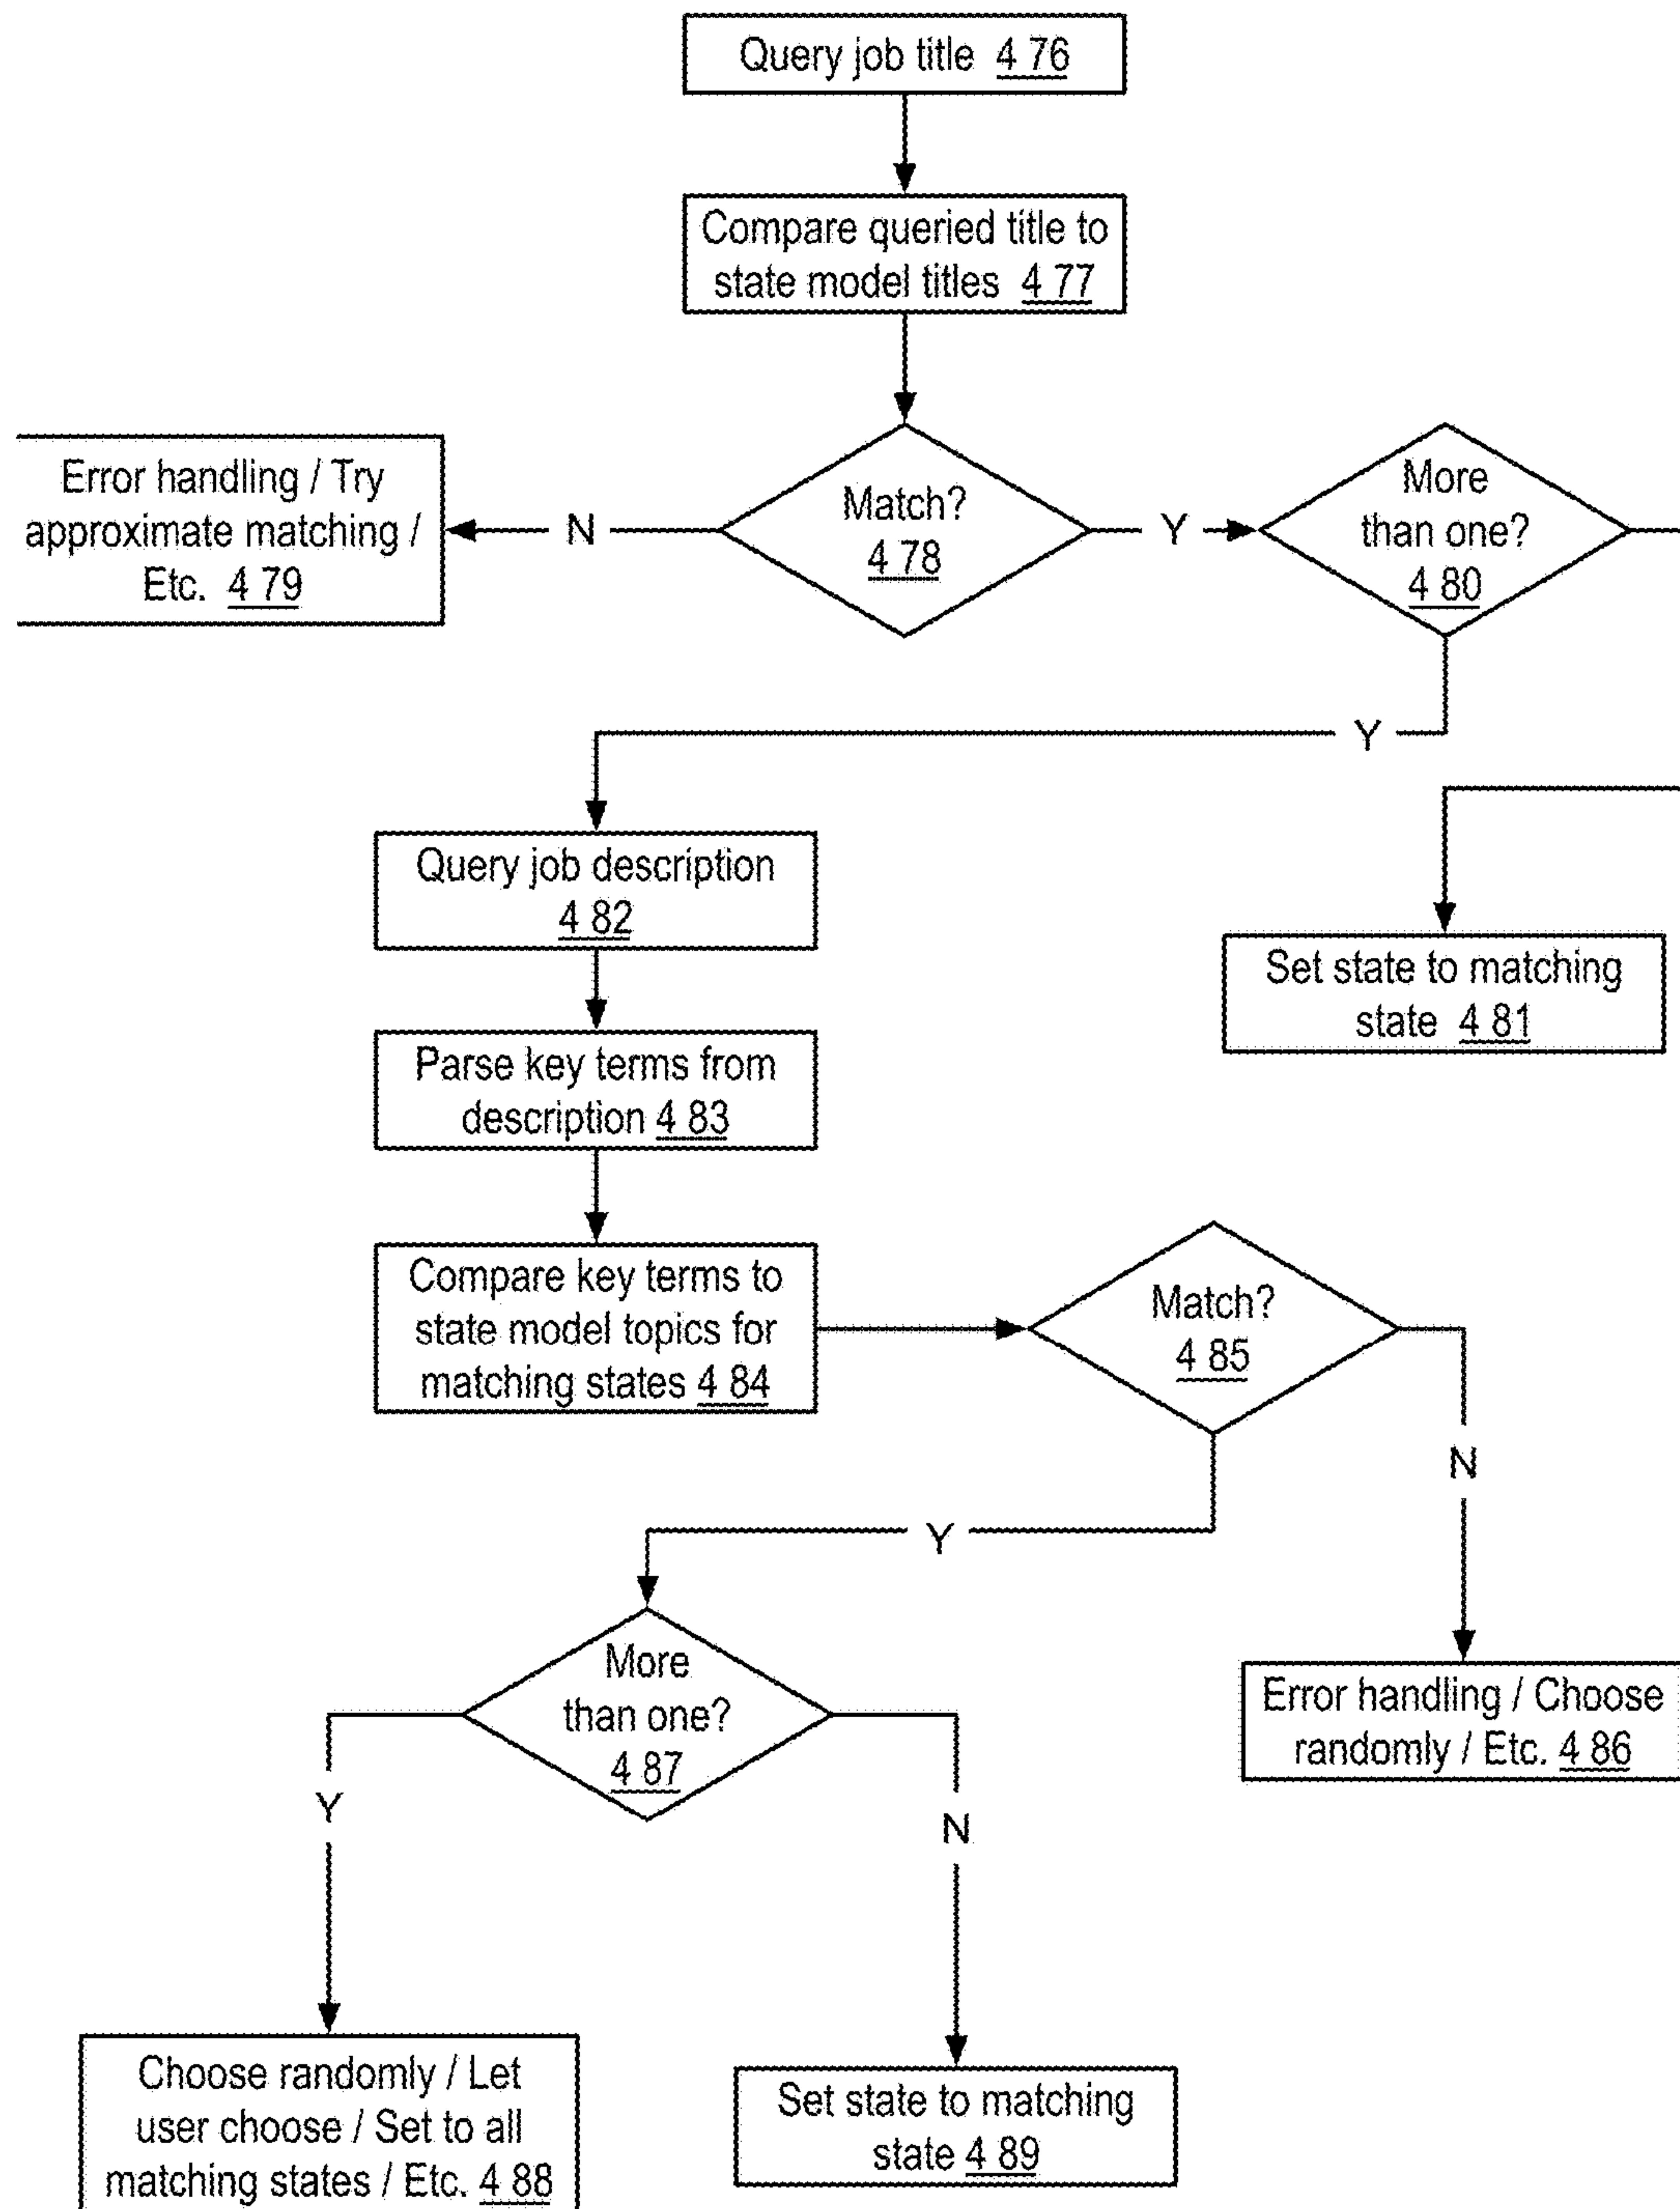 Query job title 4 76
Compare queried title to
state model titles 4 77
Error handling / Try
approximate matching /
Etc. 4 79
N
Match?
4 78
Y
More
than one?
4 80
Y
Query job description
4 82
Set state to matching
state 4 81
Parse key terms from
description 4 83
Compare key terms to
state model topics for
matching states 4 84
Match?
4 85
N
Y
More
than one?
4 87
Error handling / Choose
randomly / Etc. 4 86
Y
N
Choose randomly / Let
user choose / Set to all
matching states / Etc. 4 88
Set state to matching
state 4 89